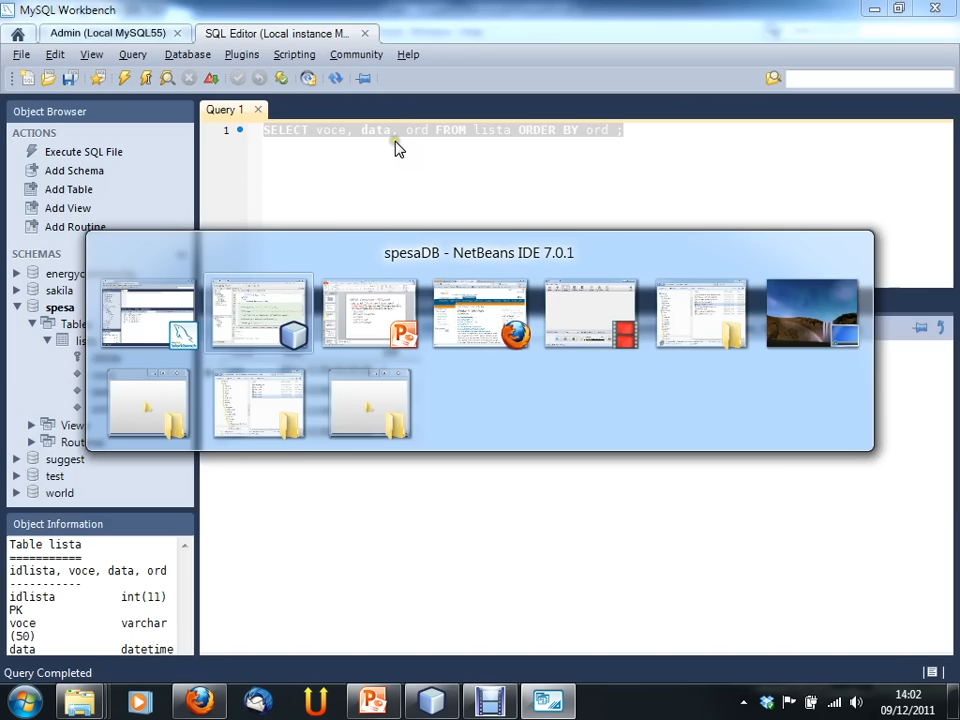 MySQL Workbench
Admin (Local MySQL55)
SQL Editor (Local instance M...
File Edit View Query Database Plugins Scripting Community Help
Object Browser
Query 1
ACTIONS
1 SELECT voce, data, ord FROM lista ORDER BY ord ;
Execute SQL File
Add Schema
Add Table
Add View
Add Routine
SCHEMAS
spesaDB - NetBeans IDE 7.0.1
sakila
spesa
suggest
test
world
Object Information
Table lista
===========
idlista, voce, data, ord
-----------
idlista int(11)
PK
voce varchar
(50)
data datetime
Query Completed
14:02
09/12/2011